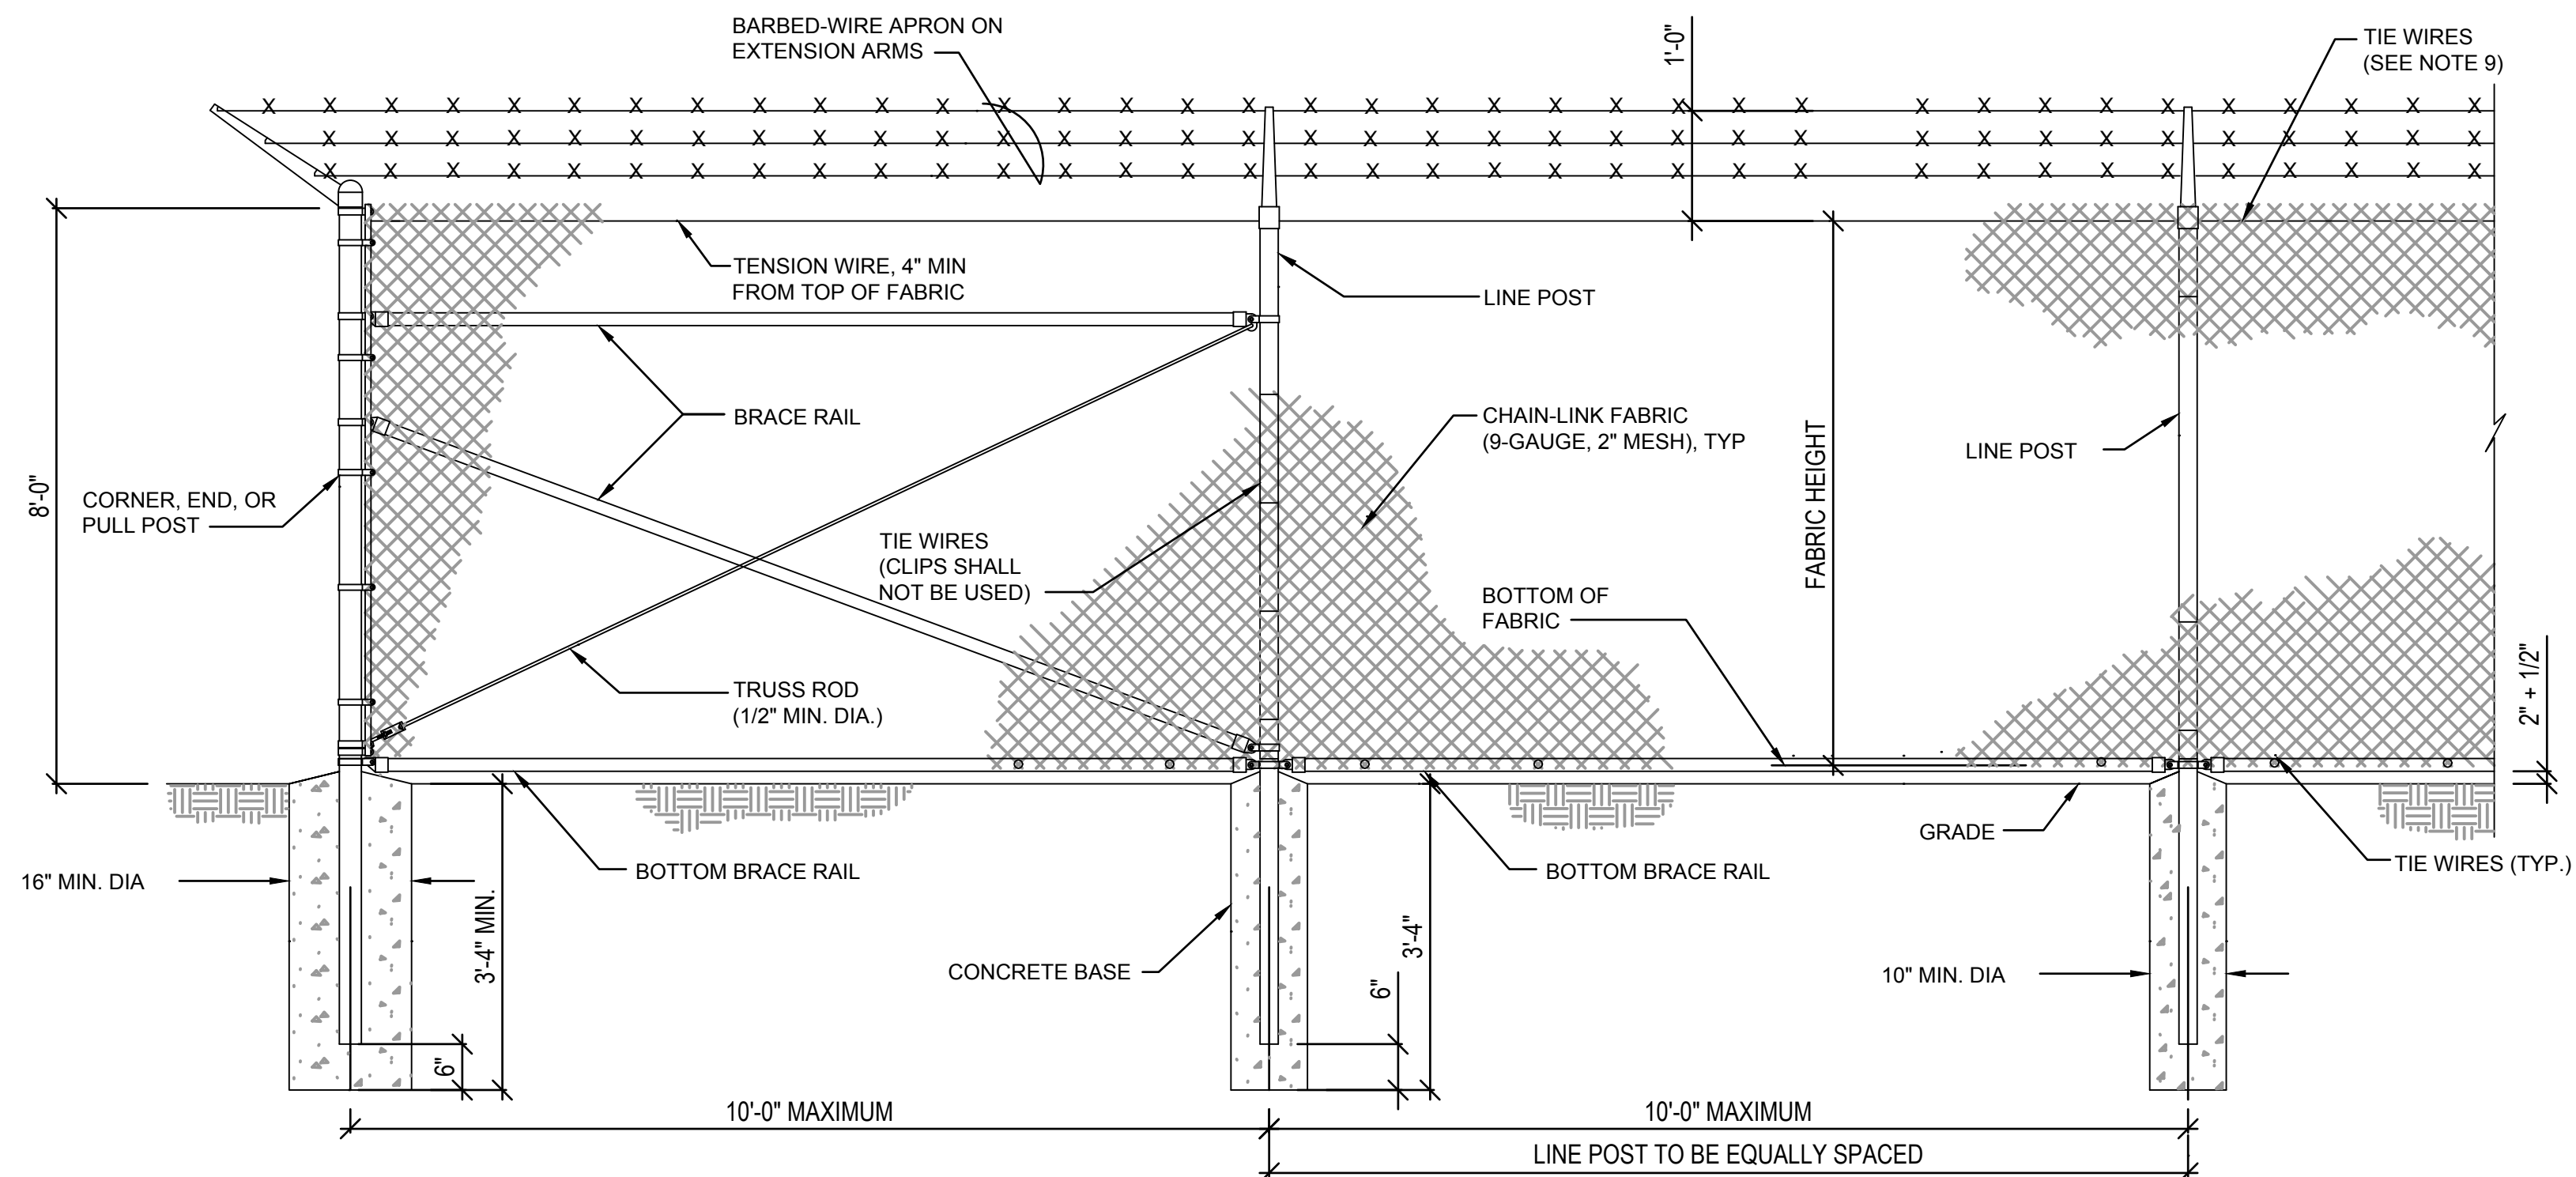 BARBED-WIRE APRON ON
EXTENSION ARMS
1'-0"
TIE WIRES
(SEE NOTE 9)
TENSION WIRE, 4" MIN
FROM TOP OF FABRIC
LINE POST
BRACE RAIL
CHAIN-LINK FABRIC
(9-GAUGE, 2" MESH), TYP
FABRIC HEIGHT
LINE POST
8'-0"
CORNER, END, OR
PULL POST
TIE WIRES
(CLIPS SHALL
NOT BE USED)
BOTTOM OF
FABRIC
TRUSS ROD
(1/2" MIN. DIA.)
2" + 1/2"
GRADE
16" MIN. DIA
BOTTOM BRACE RAIL
BOTTOM BRACE RAIL
TIE WIRES (TYP.)
3'-4" MIN.
CONCRETE BASE
3'-4"
10" MIN. DIA
6"
6"
10'-0" MAXIMUM
10'-0" MAXIMUM
LINE POST TO BE EQUALLY SPACED